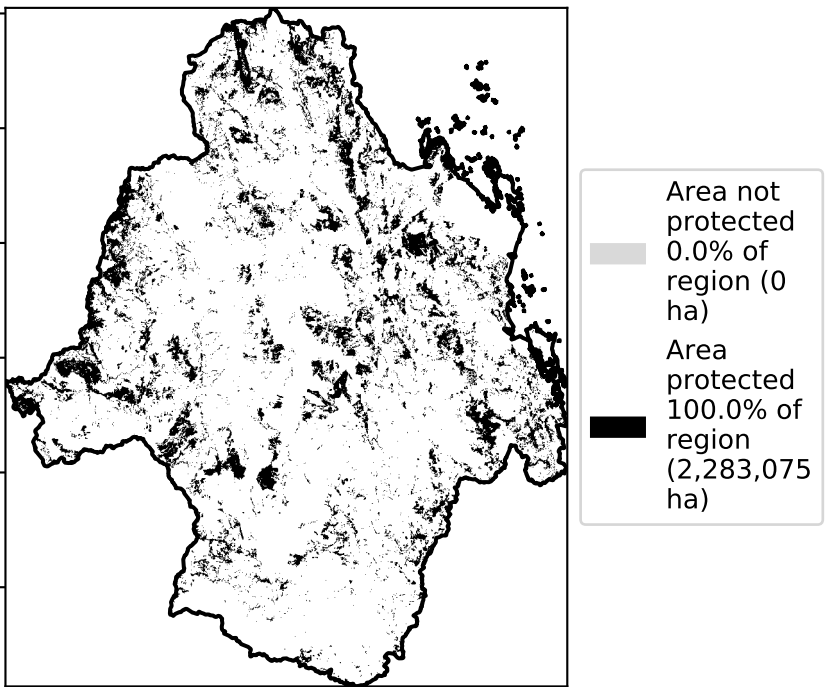 Area not
protected
0.0% of
region (0
ha)
Area
protected
100.0% of
region
(2,283,075
ha)